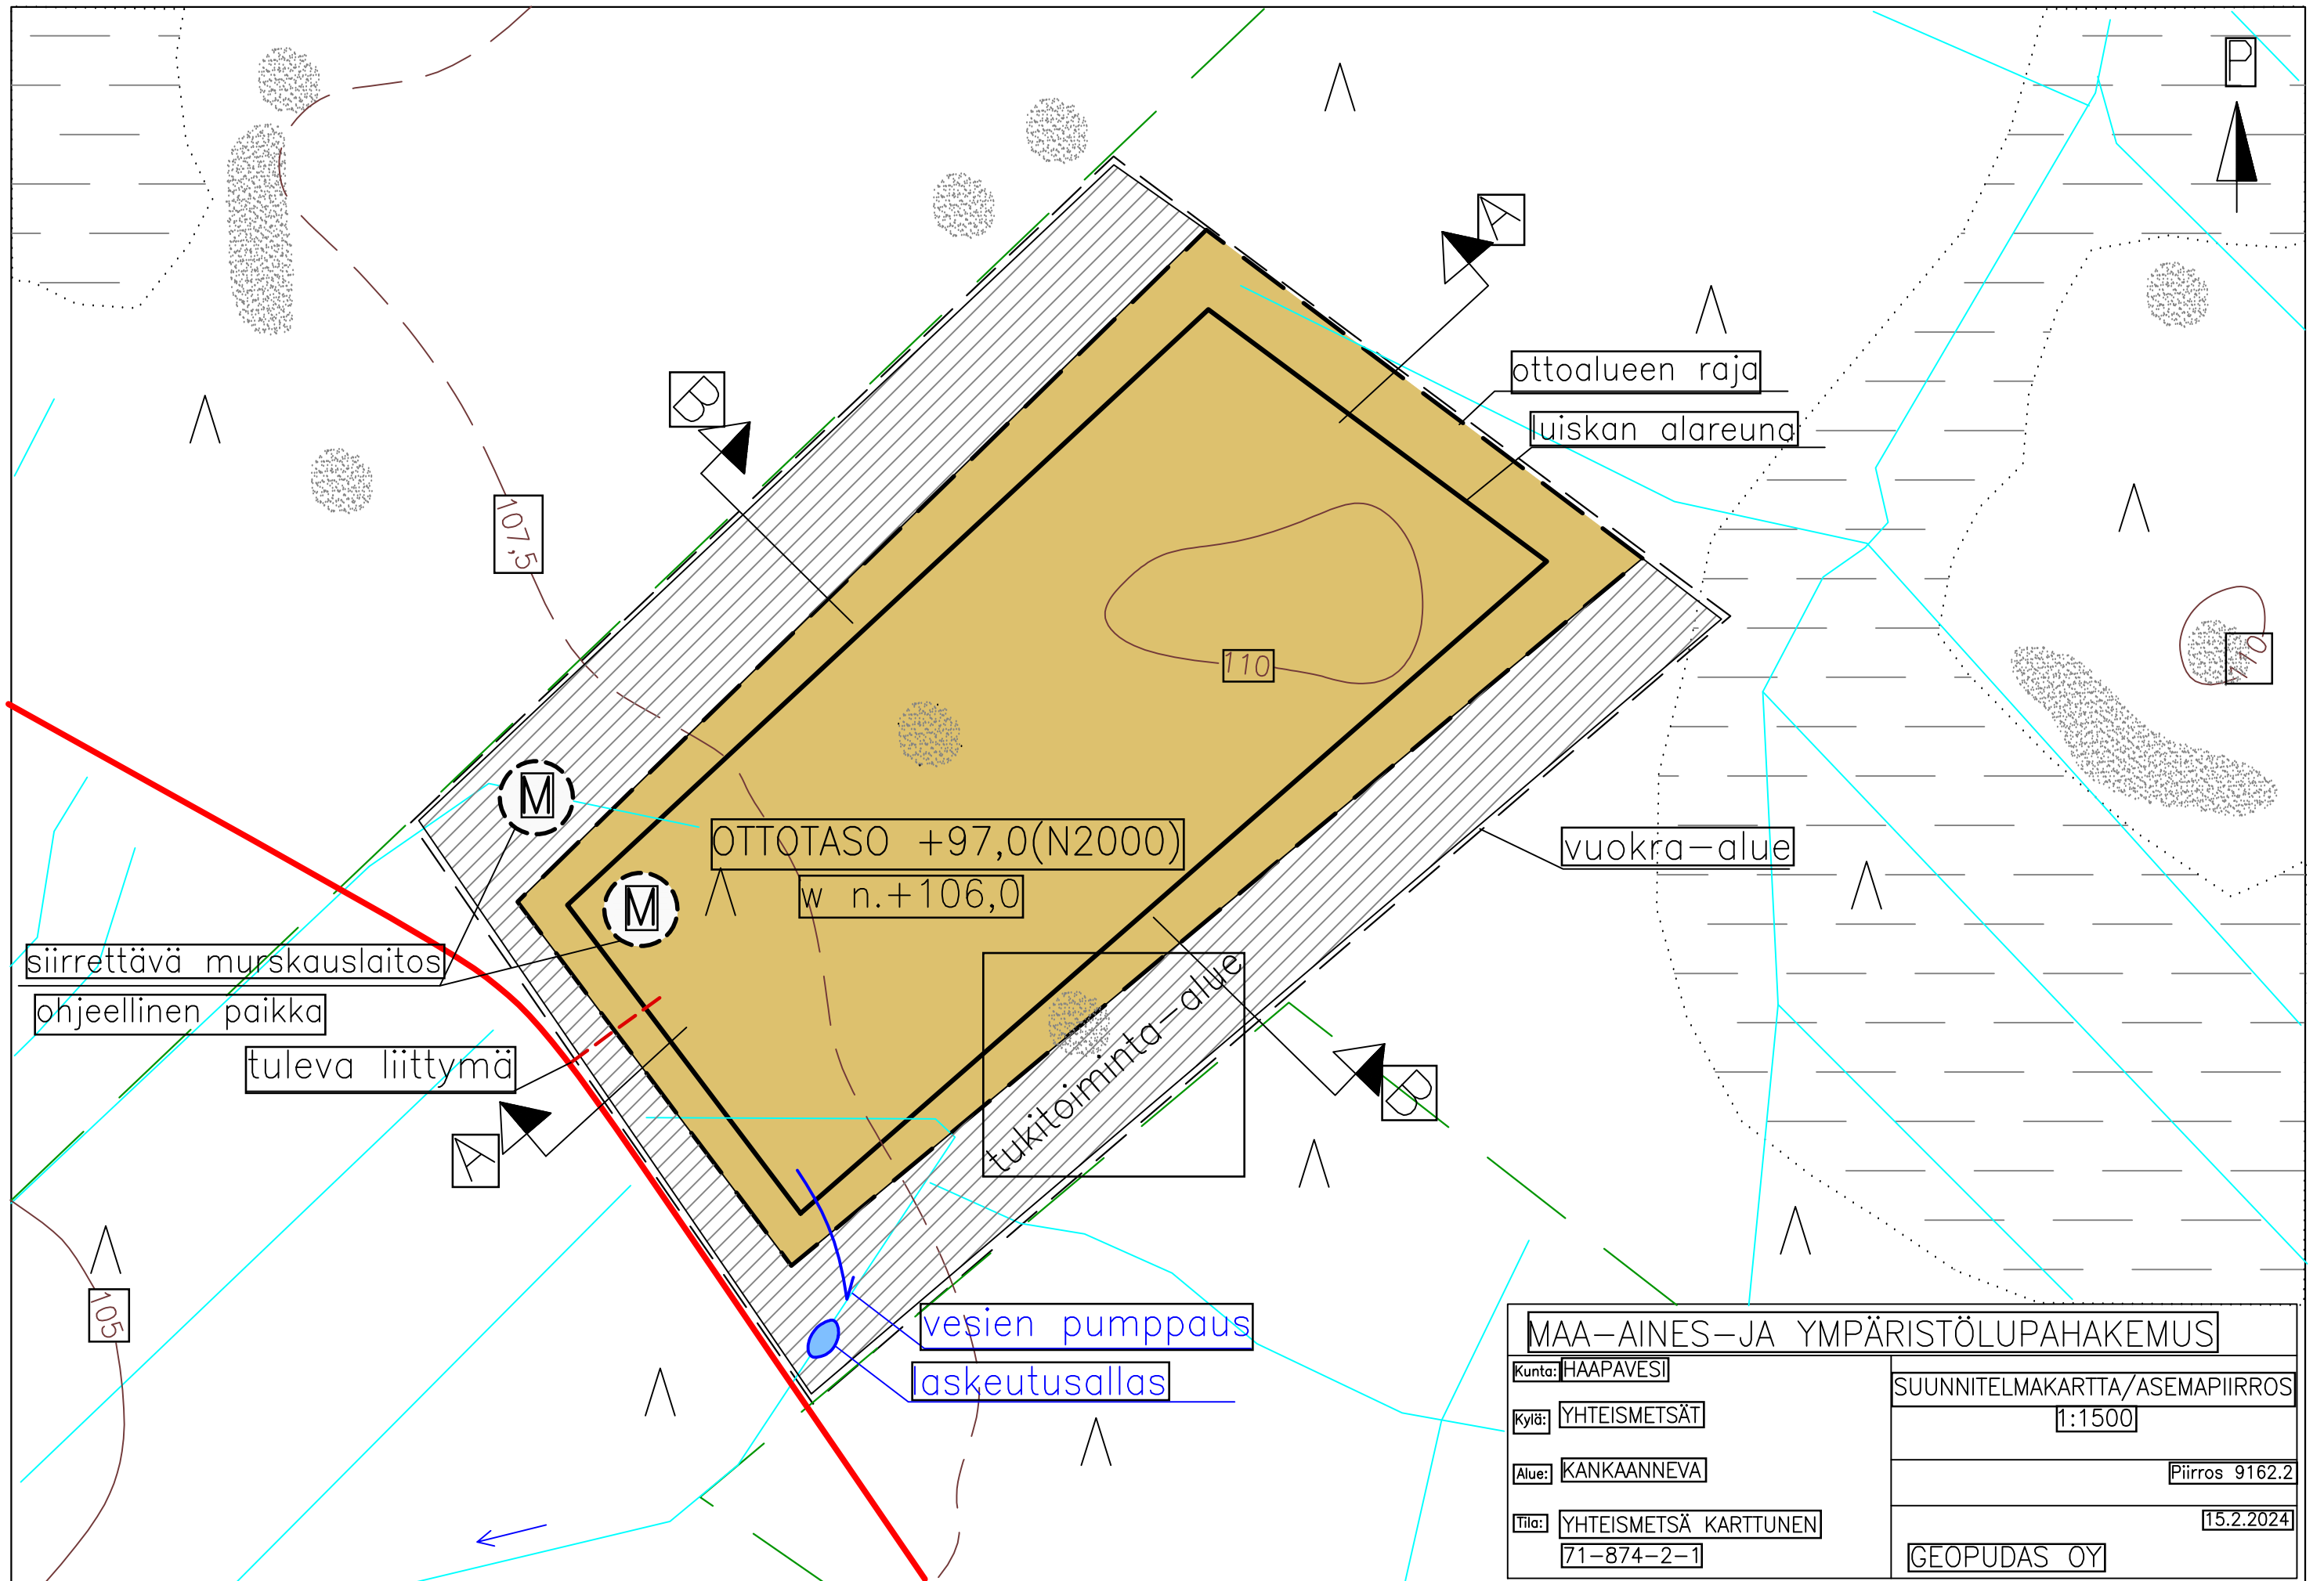 P
A
B
ottoalueen raja
luiskan alareuna
107,5
110
110
M
OTTOTASO +97,0(N2000)
w n.+106,0
vuokra-alue
M
siirrettävä murskauslaitos
ohjeellinen paikka
tukitoiminta-alue
tuleva liittymä
B
A
105
vesien pumppaus
laskeutusallas
MAA-AINES-JA YMPÄRISTÖLUPAHAKEMUS
Kunta: HAAPAVESI
Kylä: YHTEISMETSÄT
Alue: KANKAANNEVA
Tila: YHTEISMETSÄ KARTTUNEN
71-874-2-1
SUUNNITELMAKARTTA/ASEMAPIIRROS
1:1500
Piirros 9162.2
15.2.2024
GEOPUDAS OY